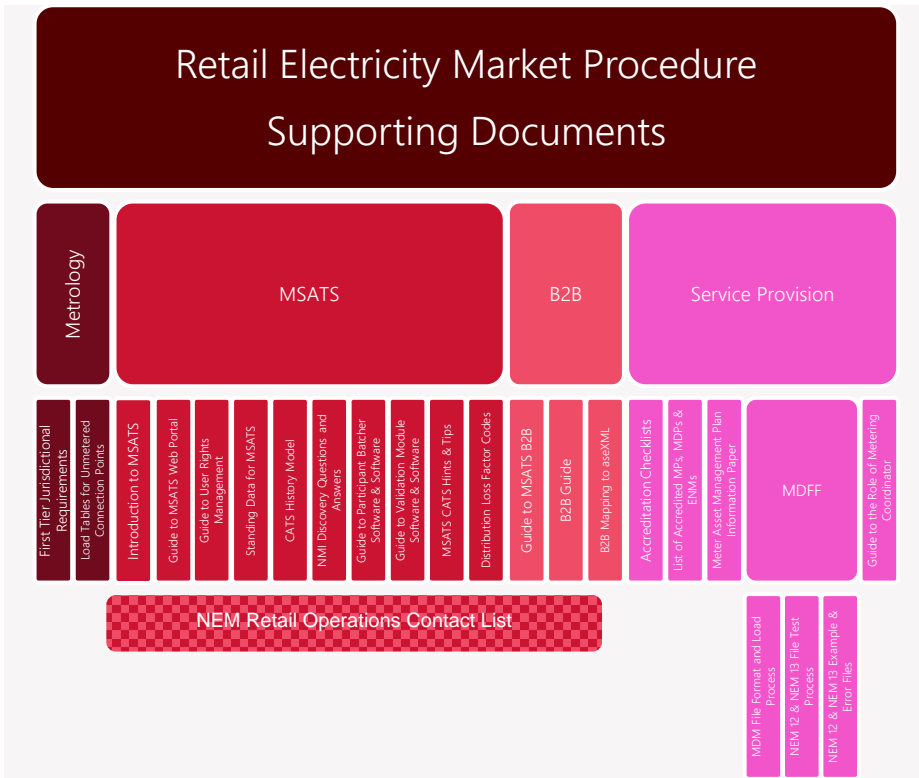 Retail Electricity Market Procedure
Supporting Documents
Metrology
MSATS
B2B
Service Provision
First Tier Jurisdictional
Requirements
Load Tables for Unmetered
Connection Points
Introduction to MSATS
Guide to MSATS Web Portal
Guide to User Rights
Management
Standing Data for MSATS
CATS History Model
NMI Discovery Questions and
Answers
Guide to Participant Batcher
Software & Software
Guide to Validation Module
Software & Software
MSATS CATS Hints & Tips
Distribution Loss Factor Codes
Guide to MSATS B2B
B2B Guide
B2B Mapping to aseXML
Accreditation Checklists
List of Accredited MPs, MDPs &
ENMs
Meter Asset Management Plan
Information Paper
MDFF
Guide to the Role of Metering
Coordinator
NEM Retail Operations Contact List
MDM File Format and Load
Process
NEM 12 & NEM 13 File Test
Process
NEM 12 & NEM 13 Example &
Error Files